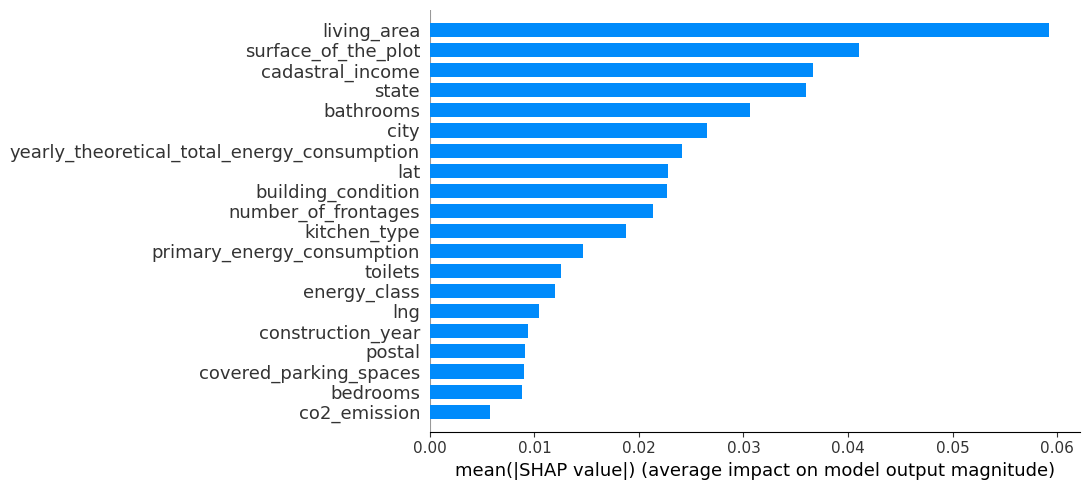 living_area
surface_of_the_plot
cadastral_income
state
bathrooms
city
yearly_theoretical_total_energy_consumption
lat
building_condition
number_of_frontages
kitchen_type
primary_energy_consumption
toilets
energy_class
lng
construction_year
postal
covered_parking_spaces
bedrooms
co2_emission
0.00 0.01 0.02 0.03 0.04 0.05 0.06
mean(|SHAP value|) (average impact on model output magnitude)